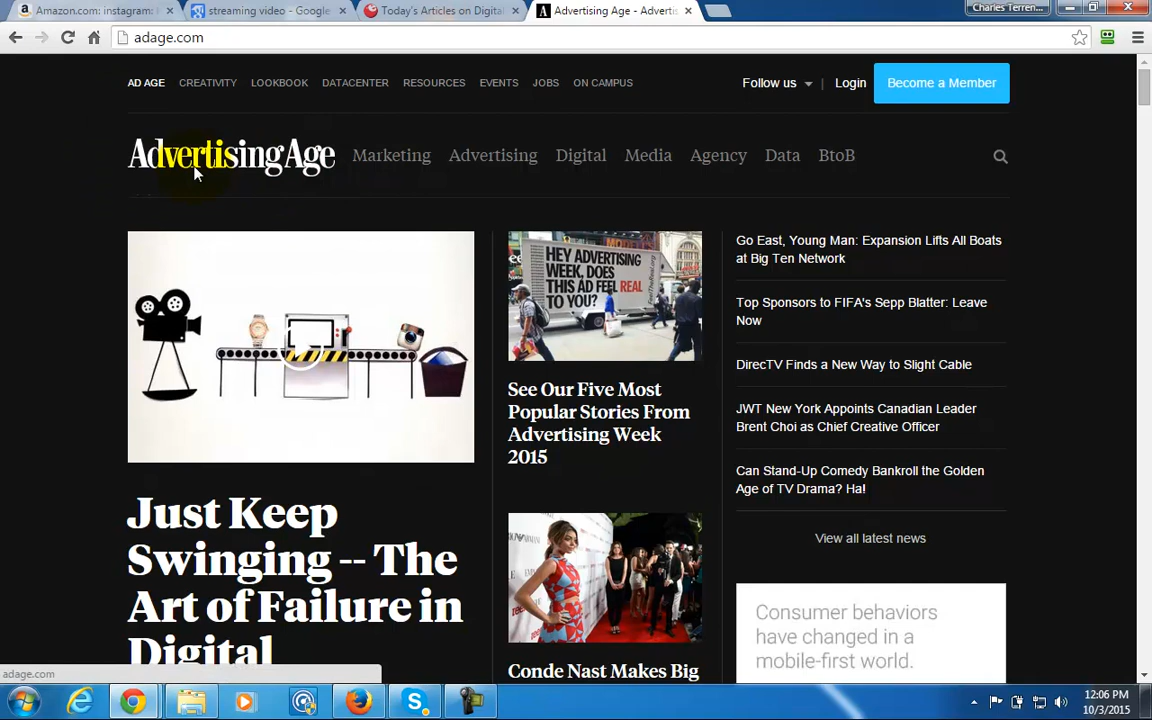 Amazon.com: instagram:
streaming video - Google
Today's Articles on Digital
Advertising Age - Adverti
Charles Terren...
adage.com
AD AGE CREATIVITY LOOKBOOK DATACENTER RESOURCES EVENTS JOBS ON CAMPUS
Follow us Login Become a Member
AdvertisingAge Marketing Advertising Digital Media Agency Data BtoB
HEY ADVERTISING
WEEK, DOES
THIS AD FEEL REAL
TO YOU?
See Our Five Most
Popular Stories From
Advertising Week
2015
Go East, Young Man: Expansion Lifts All Boats
at Big Ten Network
Top Sponsors to FIFA's Sepp Blatter: Leave
Now
DirecTV Finds a New Way to Slight Cable
JWT New York Appoints Canadian Leader
Brent Choi as Chief Creative Officer
Can Stand-Up Comedy Bankroll the Golden
Age of TV Drama? Ha!
View all latest news
Just Keep
Swinging -- The
Art of Failure in
Digital
Conde Nast Makes Big
Consumer behaviors
have changed in a
mobile-first world.
adage.com
12:06 PM
10/3/2015